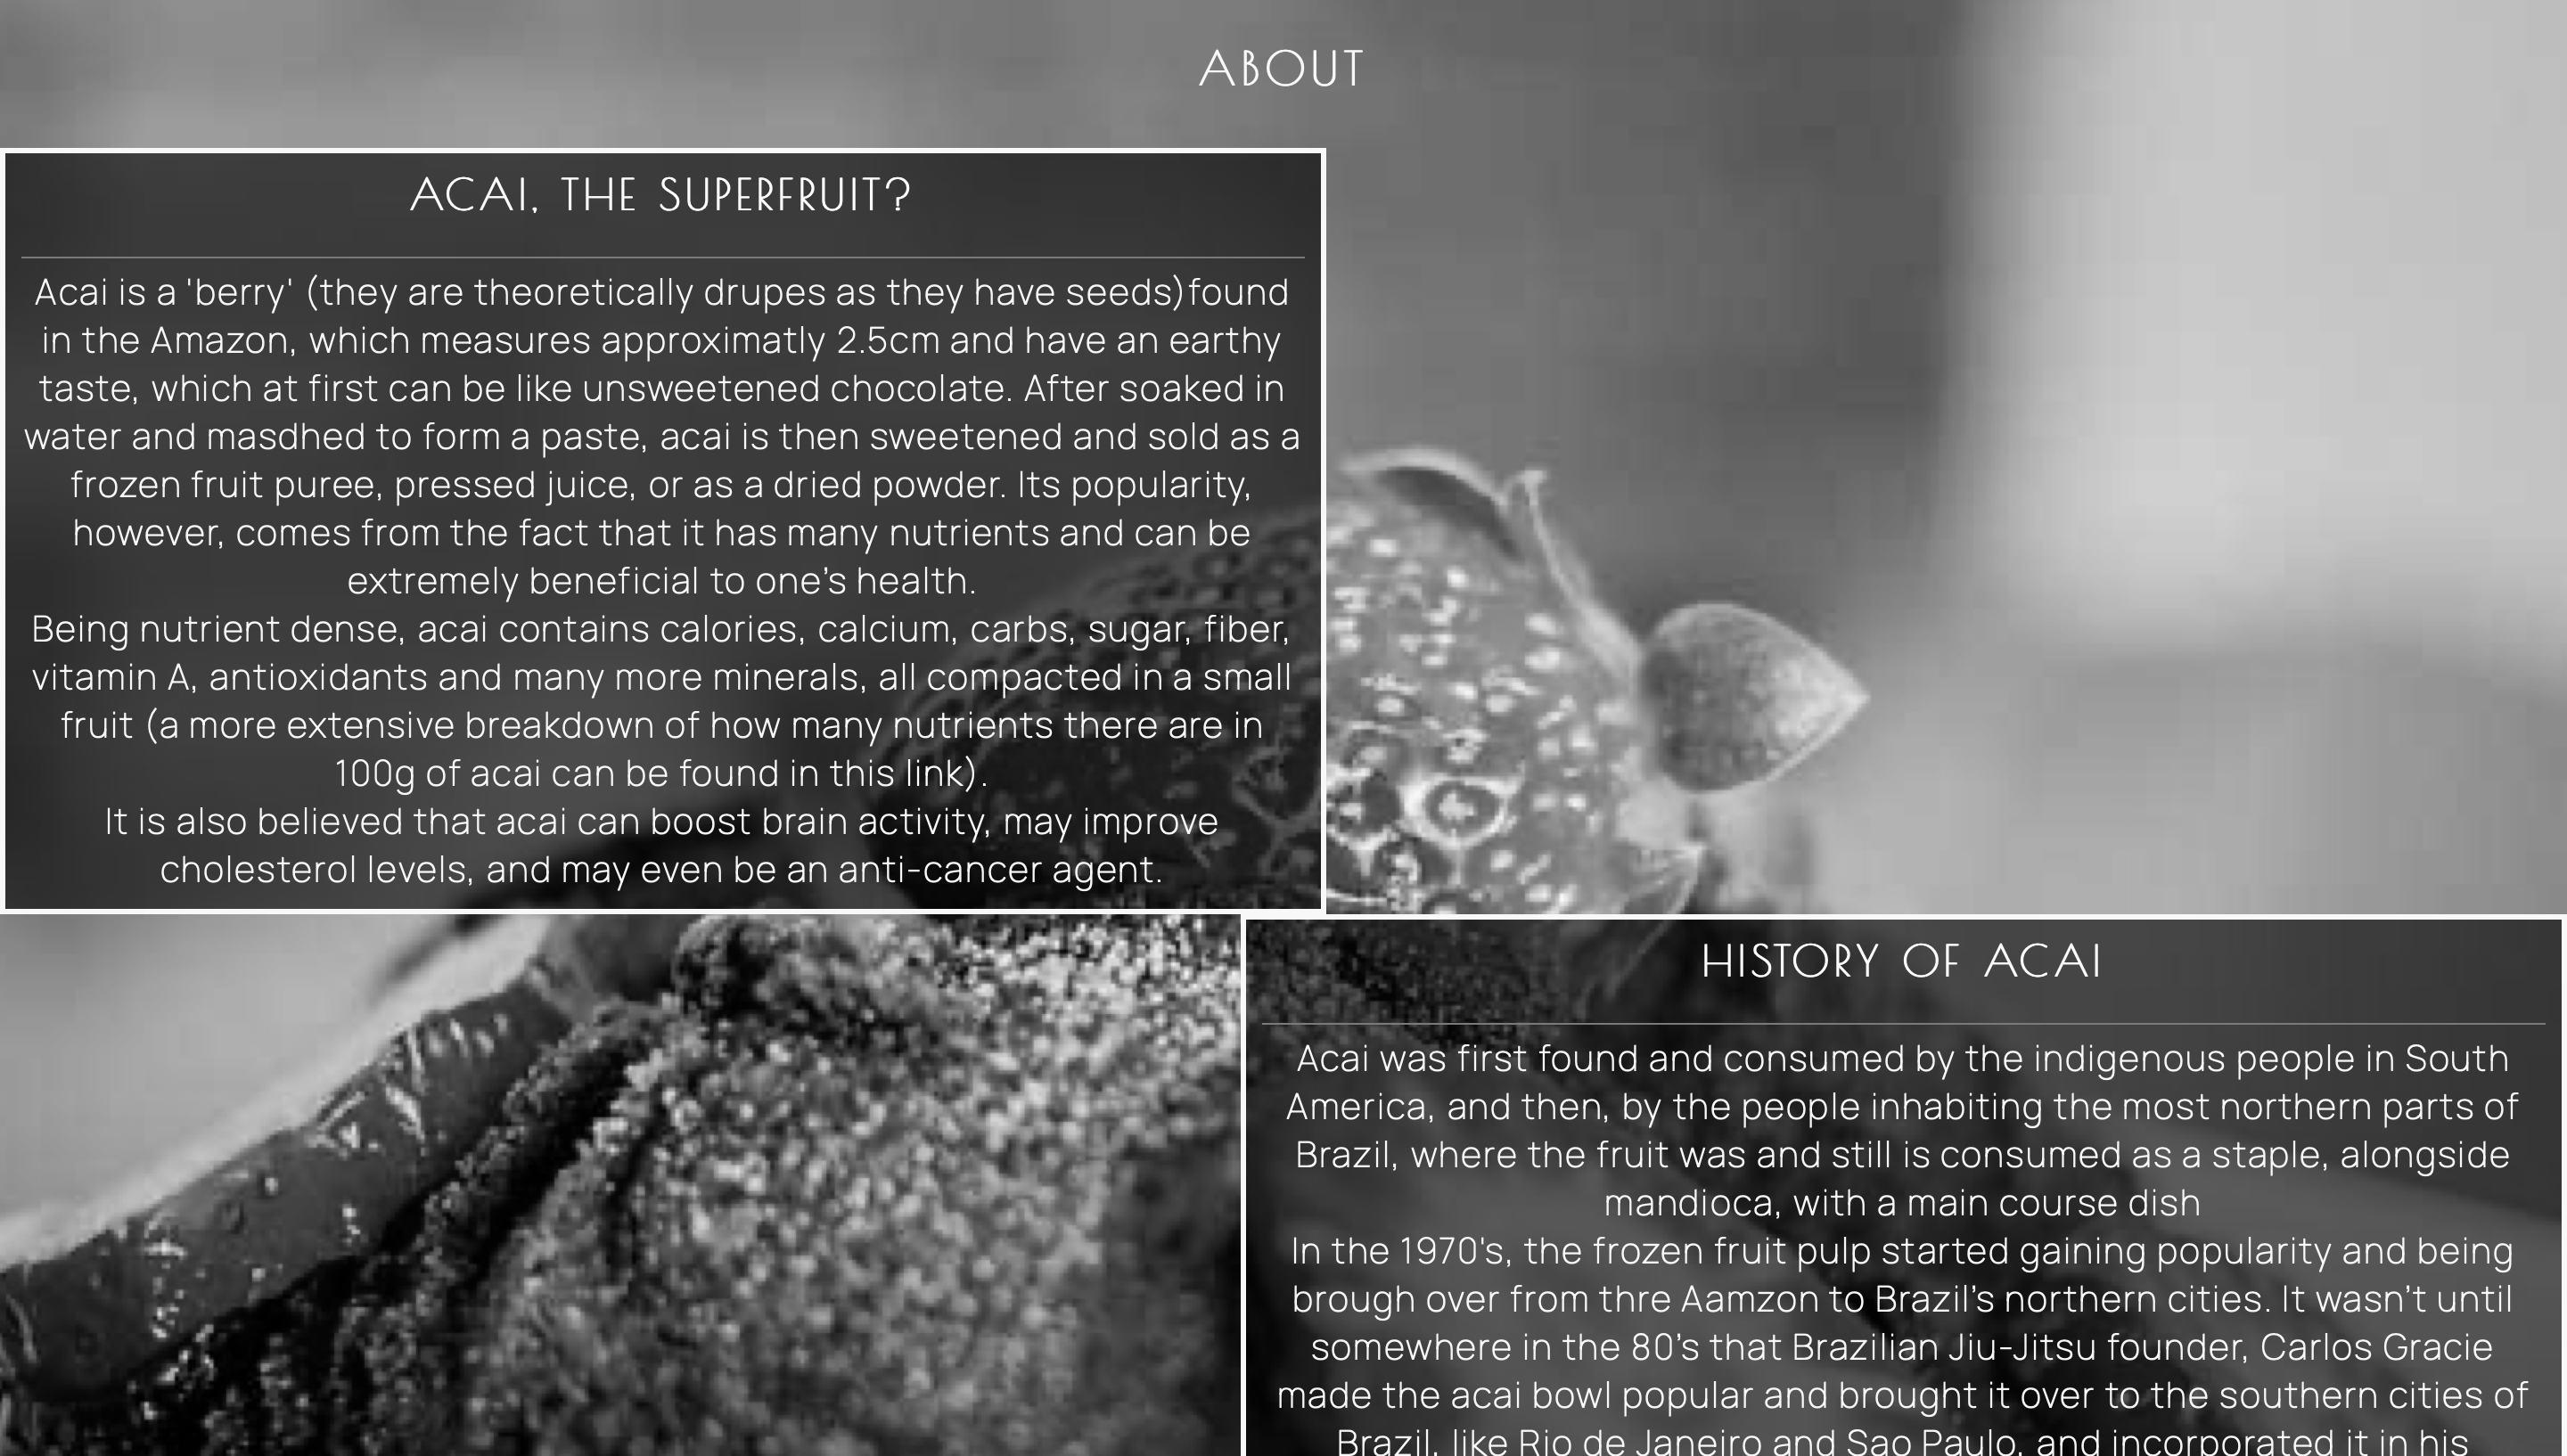 ABOUT
ACAI, THE SUPERFRUIT?
Acai is a 'berry' (they are theoretically drupes as they have seeds)found
in the Amazon, which measures approximatly 2.5cm and have an earthy
taste, which at first can be like unsweetened chocolate. After soaked in
water and masdhed to form a paste, acai is then sweetened and sold as a
frozen fruit puree, pressed juice, or as a dried powder. Its popularity,
however, comes from the fact that it has many nutrients and can be
extremely beneficial to one’s health.
Being nutrient dense, acai contains calories, calcium, carbs, sugar, fiber,
vitamin A, antioxidants and many more minerals, all compacted in a small
fruit (a more extensive breakdown of how many nutrients there are in
100g of acai can be found in this link).
It is also believed that acai can boost brain activity, may improve
cholesterol levels, and may even be an anti-cancer agent.
HISTORY OF ACAI
Acai was first found and consumed by the indigenous people in South
America, and then, by the people inhabiting the most northern parts of
Brazil, where the fruit was and still is consumed as a staple, alongside
mandioca, with a main course dish
In the 1970's, the frozen fruit pulp started gaining popularity and being
brough over from thre Aamzon to Brazil’s northern cities. It wasn’t until
somewhere in the 80’s that Brazilian Jiu-Jitsu founder, Carlos Gracie
made the acai bowl popular and brought it over to the southern cities of
Brazil, like Rio de Janeiro and Sao Paulo, and incorporated it in his